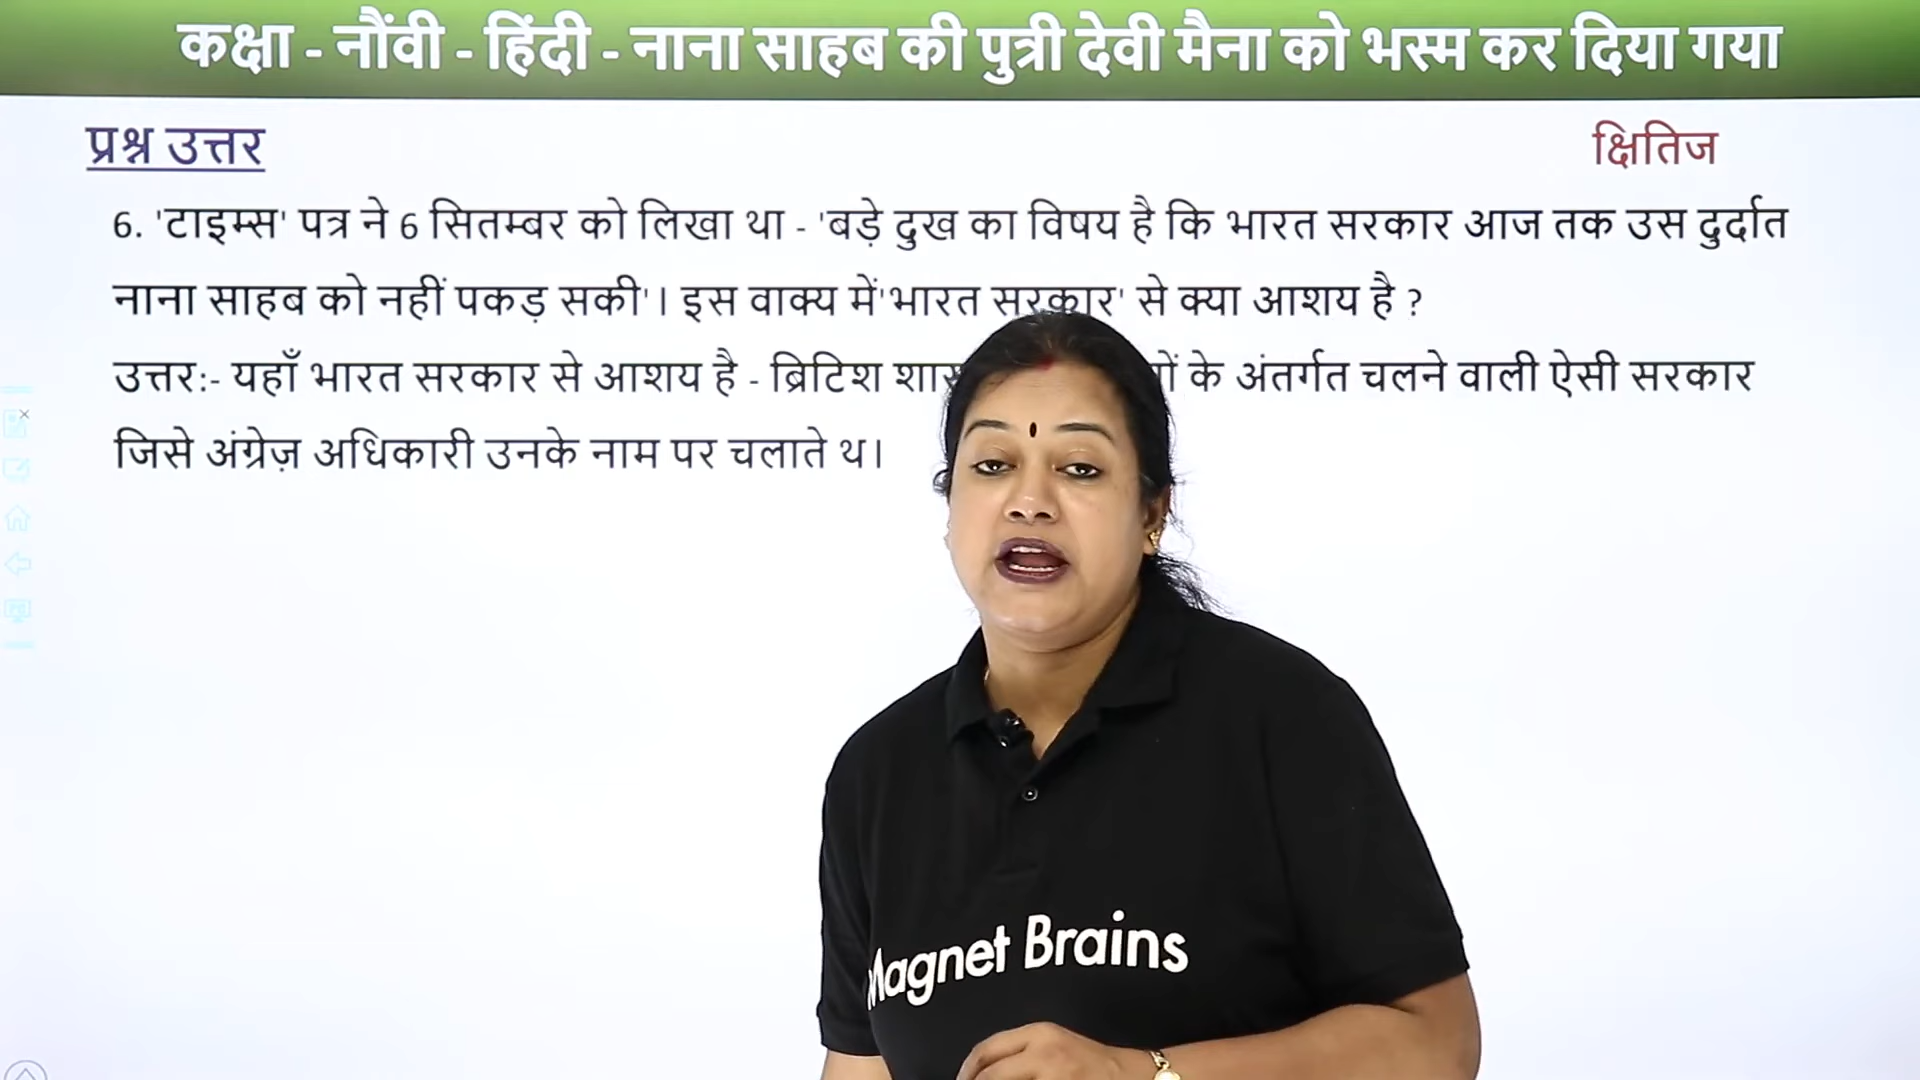 कक्षा - नौंवी - हिंदी - नाना साहब की पुत्री देवी मैना को भस्म कर दिया गया
प्रश्न उत्तर
क्षितिज
6. 'टाइम्स' पत्र ने 6 सितम्बर को लिखा था - 'बड़े दुख का विषय है कि भारत सरकार आज तक उस दुर्दात
नाना साहब को नहीं पकड़ सकी'। इस वाक्य में'भारत सरकार' से क्या आशय है ?
उत्तर:- यहाँ भारत सरकार से आशय है - ब्रिटिश के अंतर्गत चलने वाली ऐसी सरकार
जिसे अंग्रेज़ अधिकारी उनके नाम पर चलाते थ।
Magnet Brains